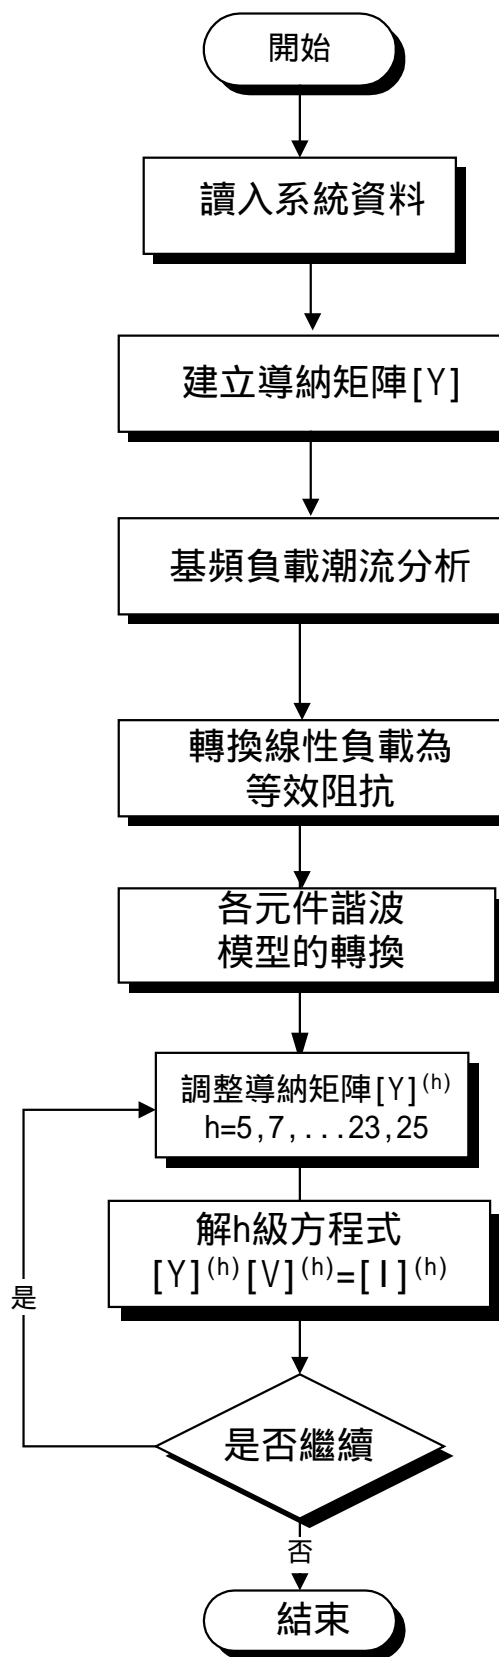 開始
讀入系統資料
建立導納矩陣[Y]
基頻負載潮流分析
轉換線性負載為
等效阻抗
各元件諧波
模型的轉換
調整導納矩陣[Y]⁽ʰ⁾
h=5,7,...23,25
解h級方程式
[Y]⁽ʰ⁾[V]⁽ʰ⁾=[I]⁽ʰ⁾
是
是否繼續
否
結束